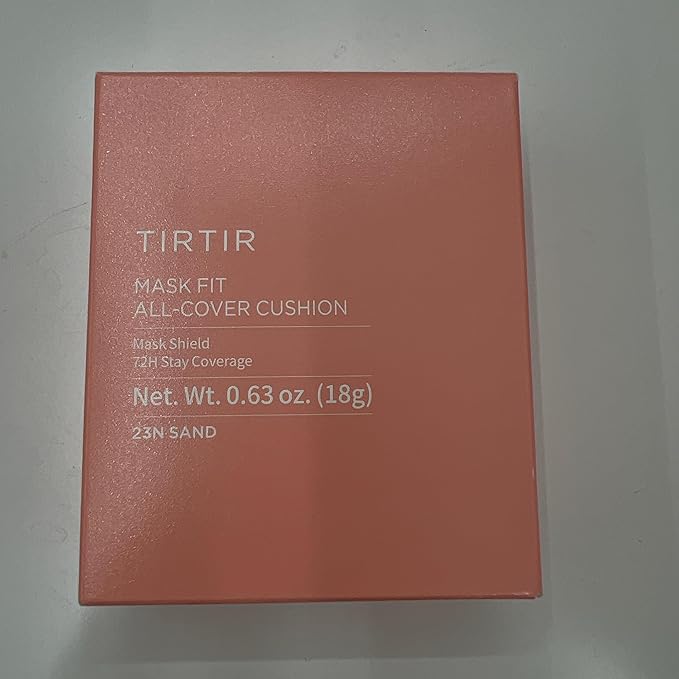 TIRTIR
MASK FIT
ALL-COVER CUSHION
Mask Shield
72H Stay Coverage
Net. Wt. 0.63 oz. (18g)
23N SAND